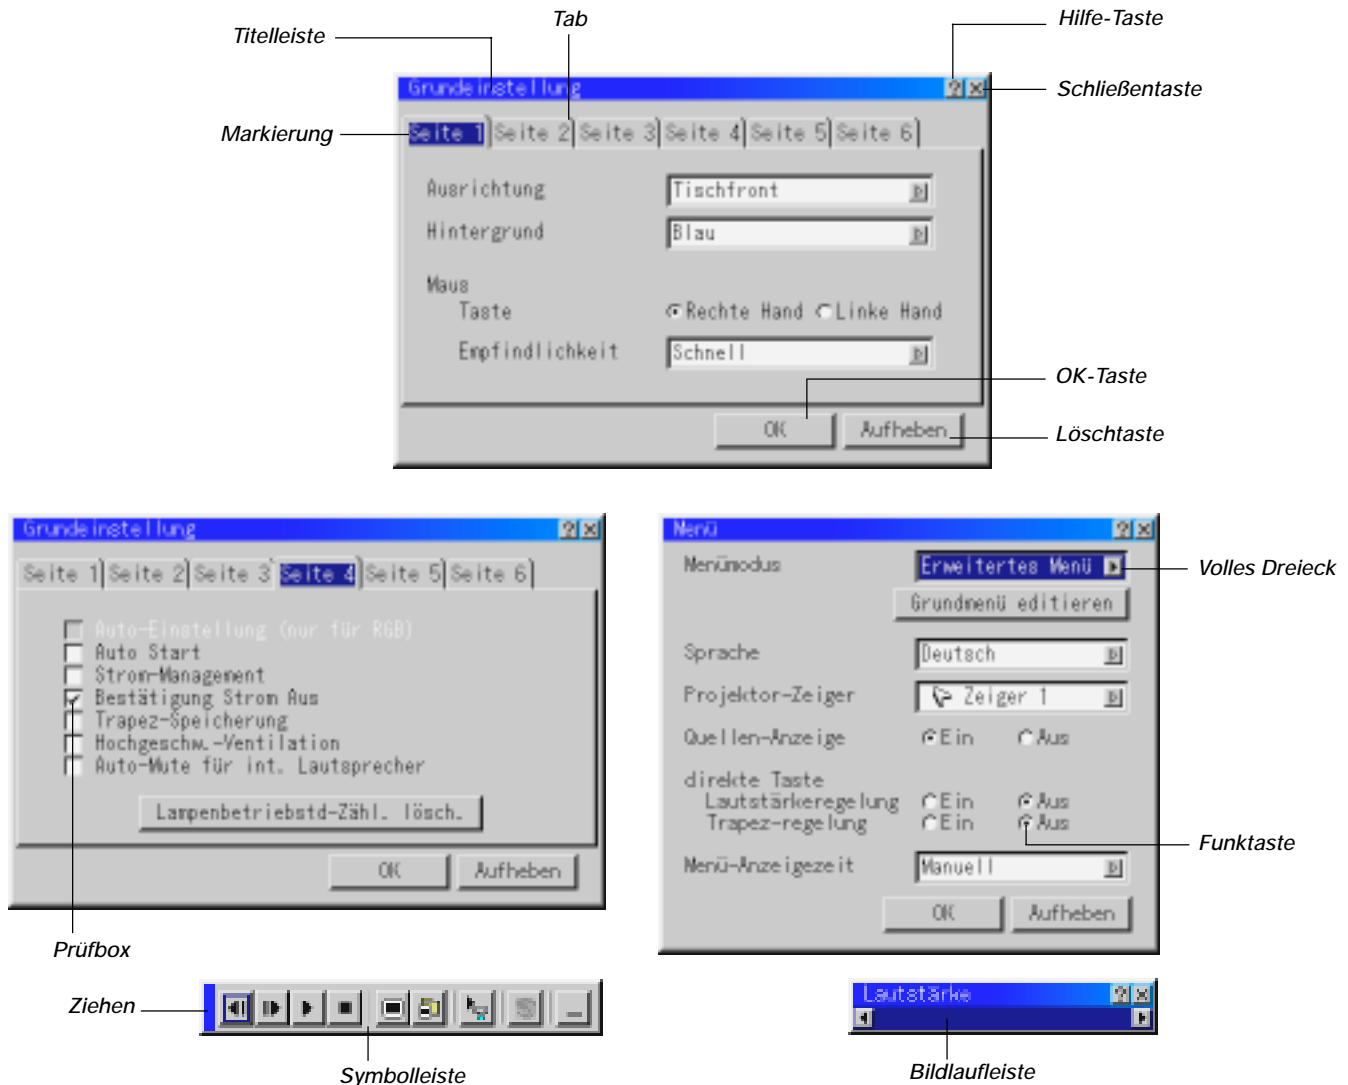 Tab
Hilfe-Taste
Titelleiste
Grundeinstellung
Schließentaste
Markierung
Seite 1 Seite 2 Seite 3 Seite 4 Seite 5 Seite 6
Ausrichtung Tischfront
Hintergrund Blau
Maus
Taste Rechte Hand Linke Hand
Empfindlichkeit Schnell
OK-Taste
OK Aufheben
Löschtaste
Grundeinstellung
Seite 1 Seite 2 Seite 3 Seite 4 Seite 5 Seite 6
Auto-Einstellung (nur für RGB)
Auto Start
Strom-Management
Bestätigung Strom Aus
Trapez-Speicherung
Hochgeschw.-Ventilation
Auto-Mute für int. Lautsprecher
Lampenbetriebstd-Zähl. lösch.
OK Aufheben
Prüfbox
Menü
Menümodus Erweitertes Menü
Volles Dreieck
Grundmenü editieren
Sprache Deutsch
Projektor-Zeiger Zeiger 1
Quellen-Anzeige Ein Aus
direkte Taste
Lautstärkeregelung Ein Aus
Trapez-regelung Ein Aus
Funktaste
Menü-Anzeigezeit Manuell
OK Aufheben
Ziehen
Symbolleiste
Lautstärke
Bildlaufleiste